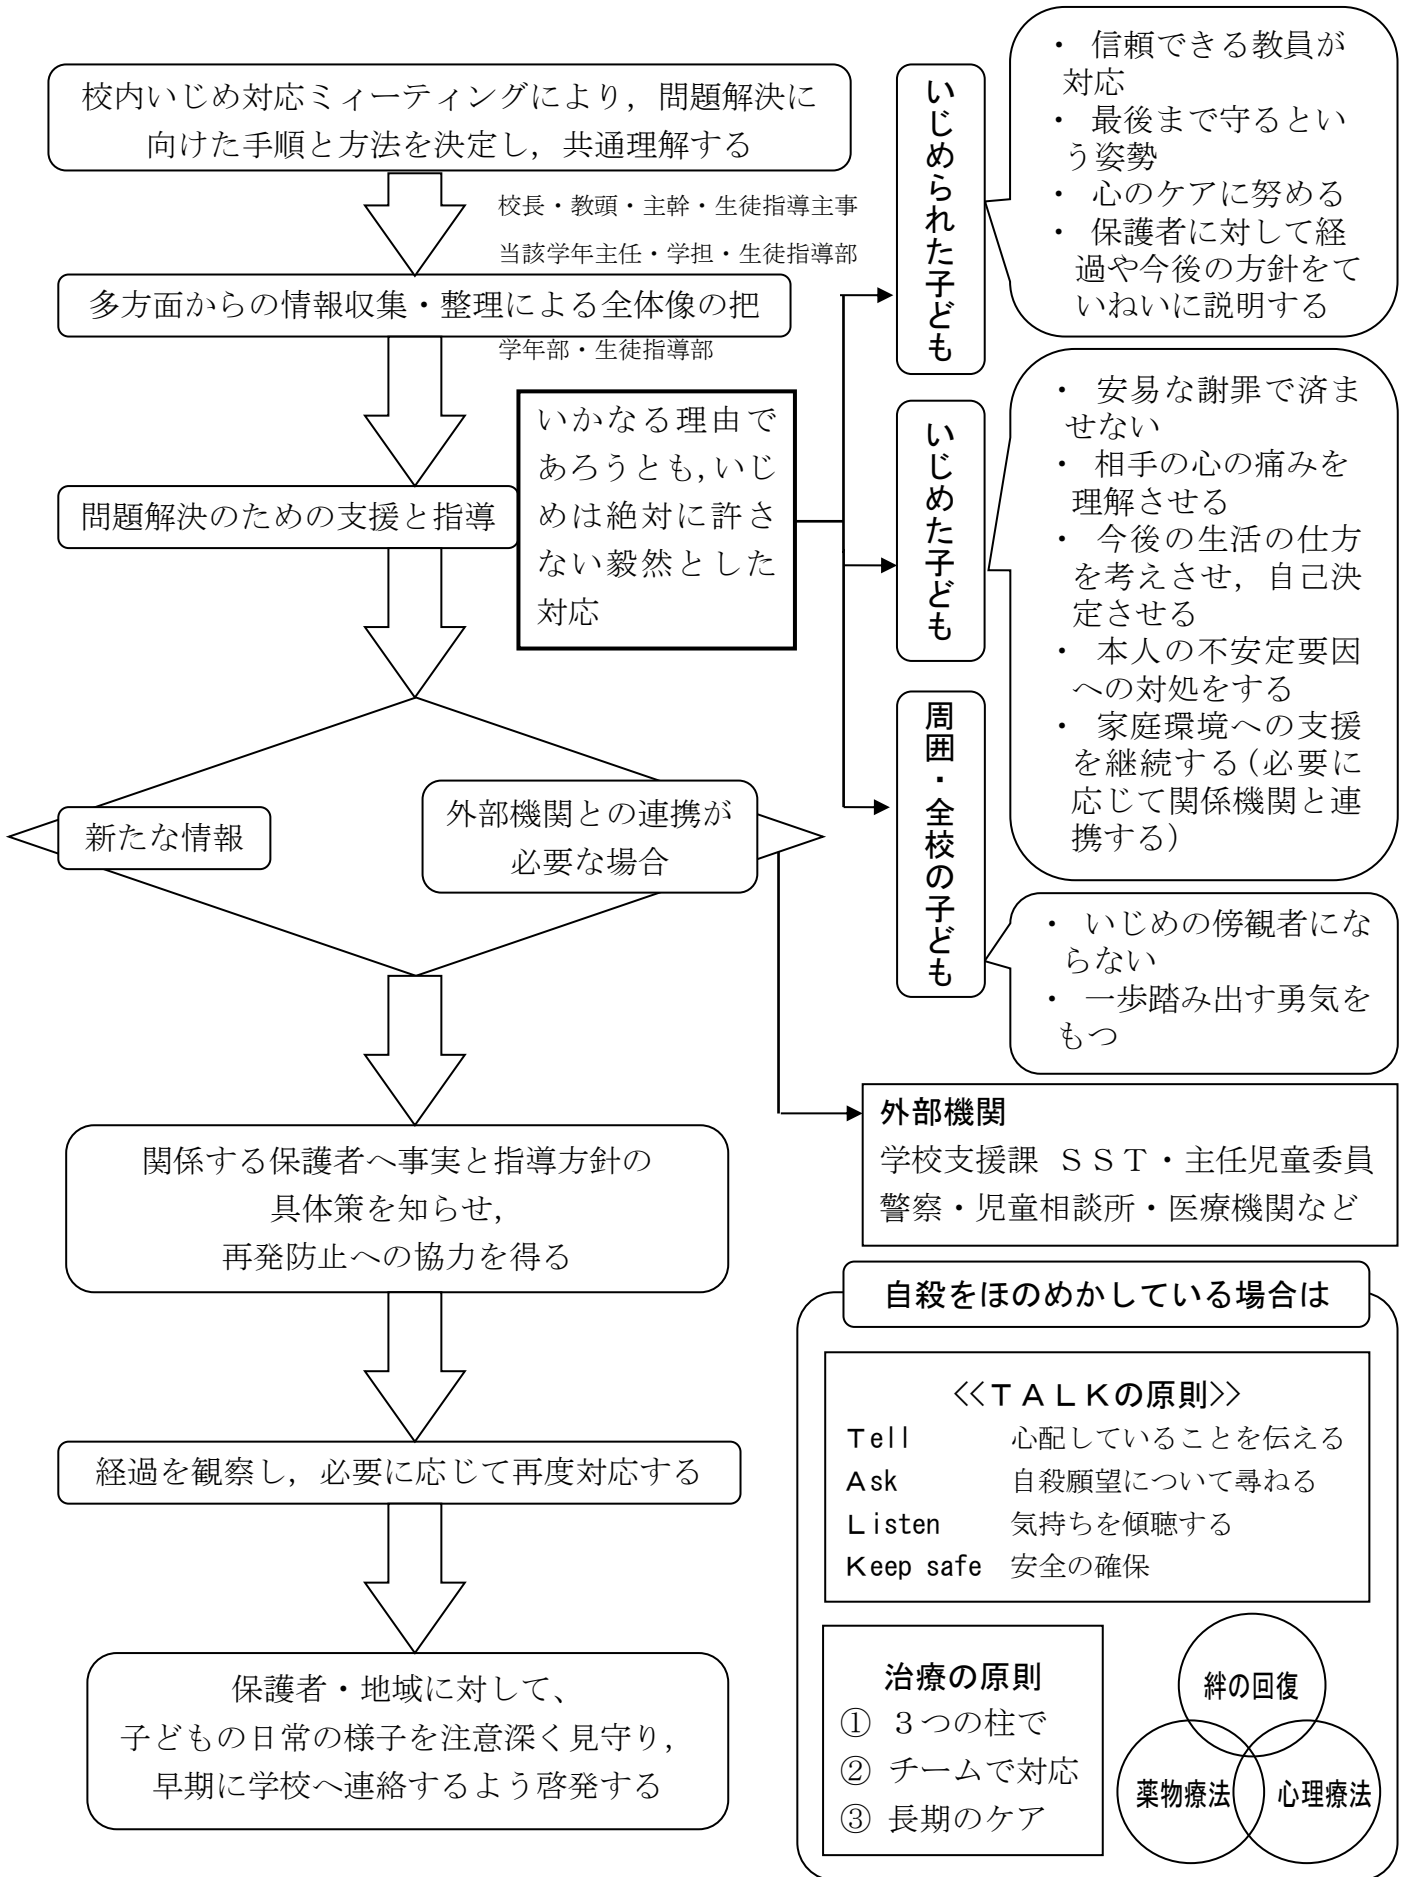 校内いじめ対応ミィーティングにより，問題解決に
向けた手順と方法を決定し，共通理解する
校長・教頭・主幹・生徒指導主事
当該学年主任・学担・生徒指導部
多方面からの情報収集・整理による全体像の把
学年部・生徒指導部
いかなる理由で
あろうとも，いじ
めは絶対に許さ
ない毅然とした
対応
問題解決のための支援と指導
新たな情報
外部機関との連携が
必要な場合
関係する保護者へ事実と指導方針の
具体策を知らせ，
再発防止への協力を得る
経過を観察し，必要に応じて再度対応する
保護者・地域に対して、
子どもの日常の様子を注意深く見守り，
早期に学校へ連絡するよう啓発する
いじめられた子ども
・ 信頼できる教員が
対応
・ 最後まで守るとい
う姿勢
・ 心のケアに努める
・ 保護者に対して経
過や今後の方針をて
いねいに説明する
いじめた子ども
・ 安易な謝罪で済ま
せない
・ 相手の心の痛みを
理解させる
・ 今後の生活の仕方
を考えさせ，自己決
定させる
・ 本人の不安定要因
への対処をする
・ 家庭環境への支援
を継続する（必要に
応じて関係機関と連
携する）
周囲・全校の子ども
・ いじめの傍観者にな
らない
・ 一歩踏み出す勇気を
もつ
外部機関
学校支援課 ＳＳＴ・主任児童委員
警察・児童相談所・医療機関など
自殺をほのめかしている場合は
<<ＴＡＬＫの原則>>
Ｔell 心配していることを伝える
Ａsk 自殺願望について尋ねる
Ｌisten 気持ちを傾聴する
Ｋeep safe 安全の確保
治療の原則
① ３つの柱で
② チームで対応
③ 長期のケア
絆の回復
薬物療法
心理療法